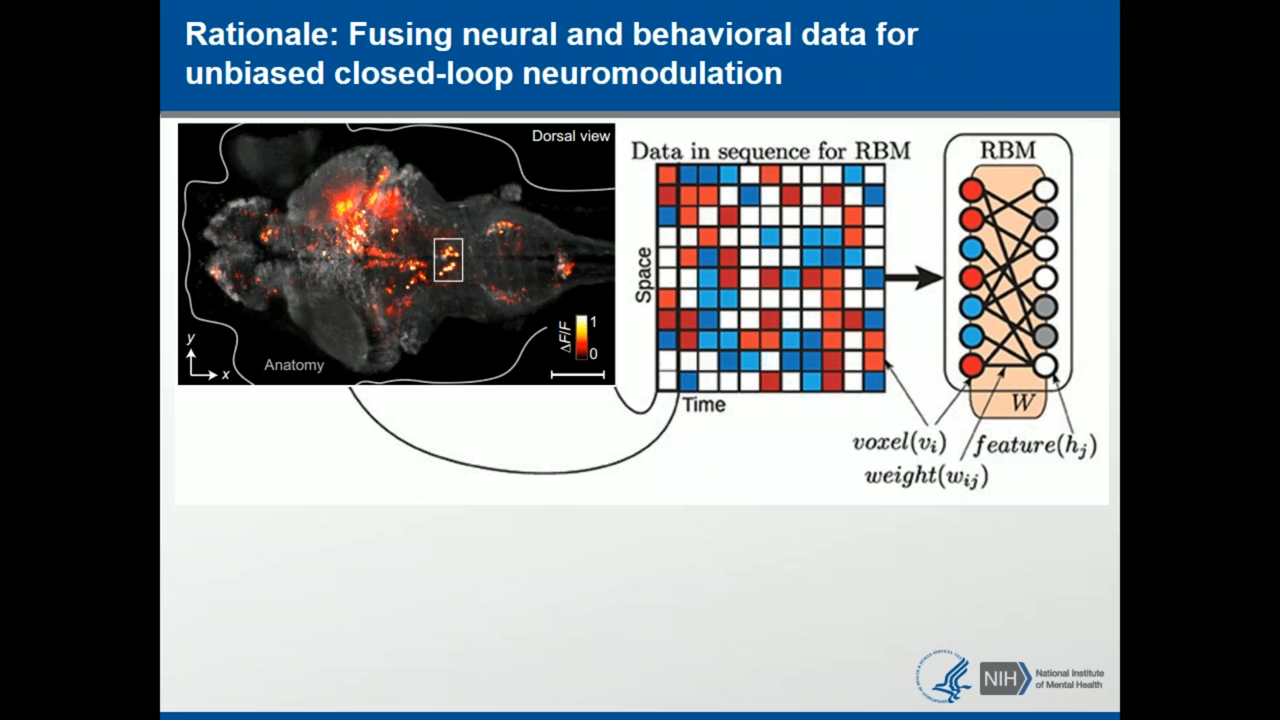 Rationale: Fusing neural and behavioral data for
unbiased closed-loop neuromodulation
Dorsal view
Anatomy
y
x
ΔF/F
1
0
Data in sequence for RBM
Space
Time
RBM
W
voxel(vᵢ)
feature(hⱼ)
weight(wᵢⱼ)
NIH
National Institute
of Mental Health